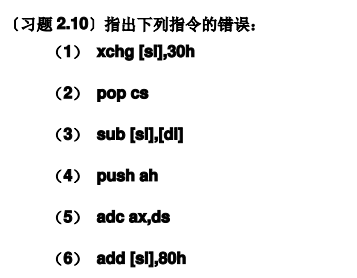 〔习题 2.10〕指出下列指令的错误：
（1） xchg [sI],30h
（2） pop cs
（3） sub [sI],[dI]
（4） push ah
（5） adc ax,ds
（6） add [sI],80h